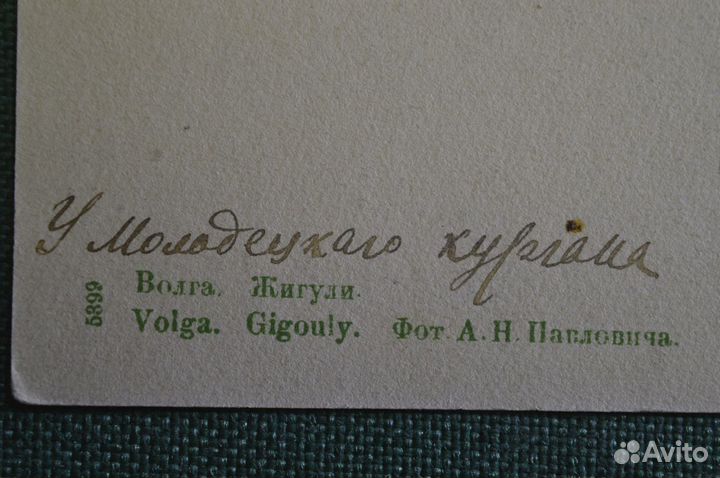 У Молодецкаго кургана
5899
Волга. Жигули.
Volga. Gigouly. Фот. А. Н. Павловича.
Avito